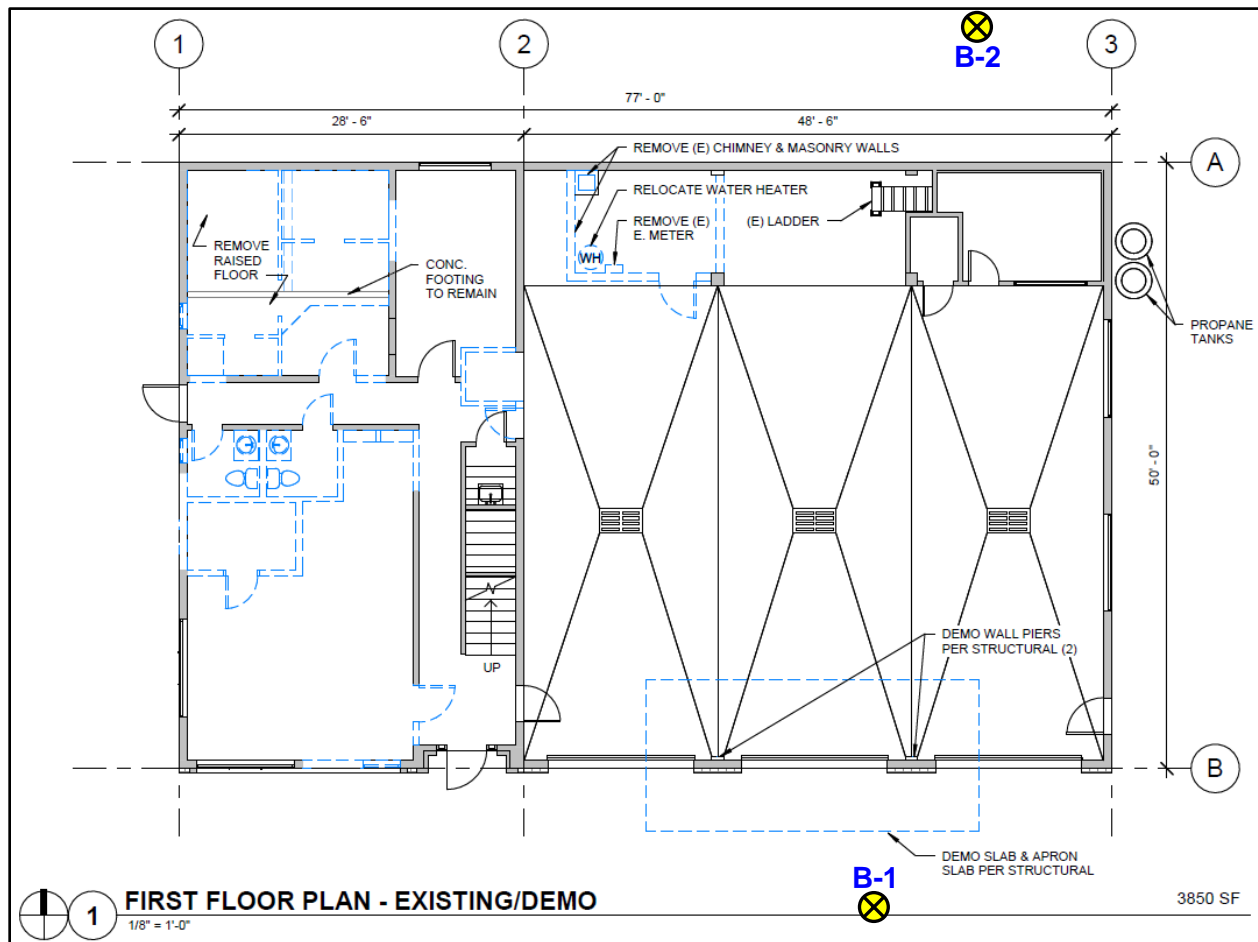 1
2
3
B-2
77' - 0"
28' - 6"
48' - 6"
A
REMOVE (E) CHIMNEY & MASONRY WALLS
RELOCATE WATER HEATER
REMOVE (E)
E. METER
(E) LADDER
WH
REMOVE
RAISED
FLOOR
CONC.
FOOTING
TO REMAIN
PROPANE
TANKS
50' - 0"
DEMO WALL PIERS
PER STRUCTURAL (2)
UP
B
DEMO SLAB & APRON
SLAB PER STRUCTURAL
B-1
1
FIRST FLOOR PLAN - EXISTING/DEMO
1/8" = 1'-0"
3850 SF